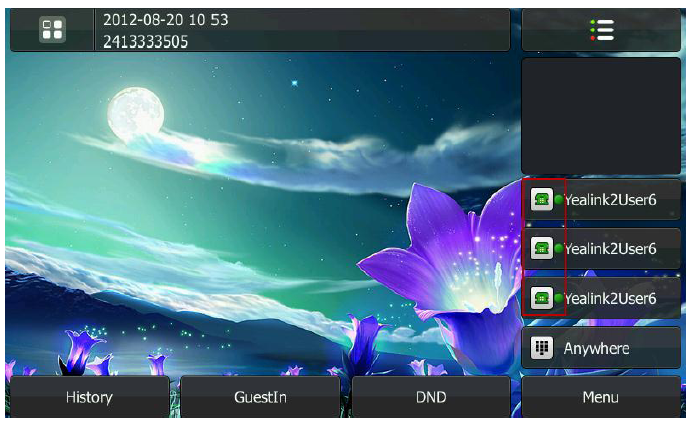 2012-08-20 10 53
2413333505
Yealink2User6
Yealink2User6
Yealink2User6
Anywhere
History
GuestIn
DND
Menu